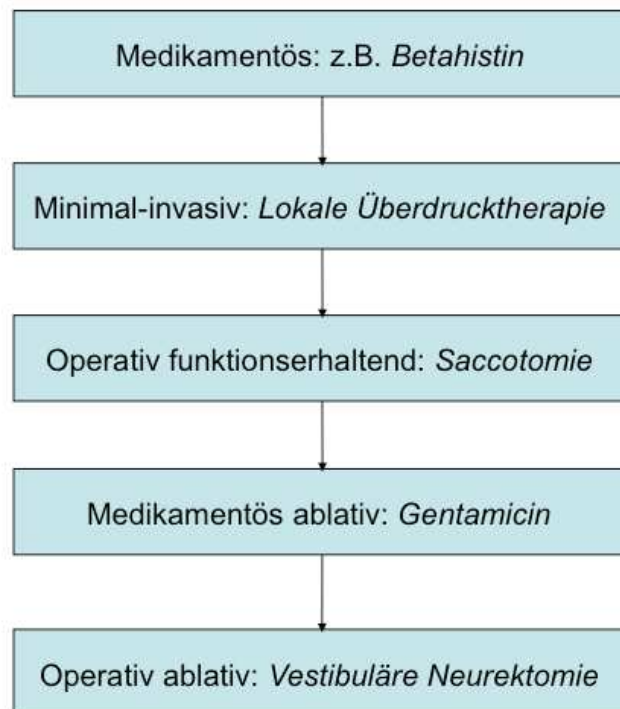 Medikamentös: z.B. Betahistin
Minimal-invasiv: Lokale Überdrucktherapie
Operativ funktionserhaltend: Saccotomie
Medikamentös ablativ: Gentamicin
Operativ ablativ: Vestibuläre Neurektomie